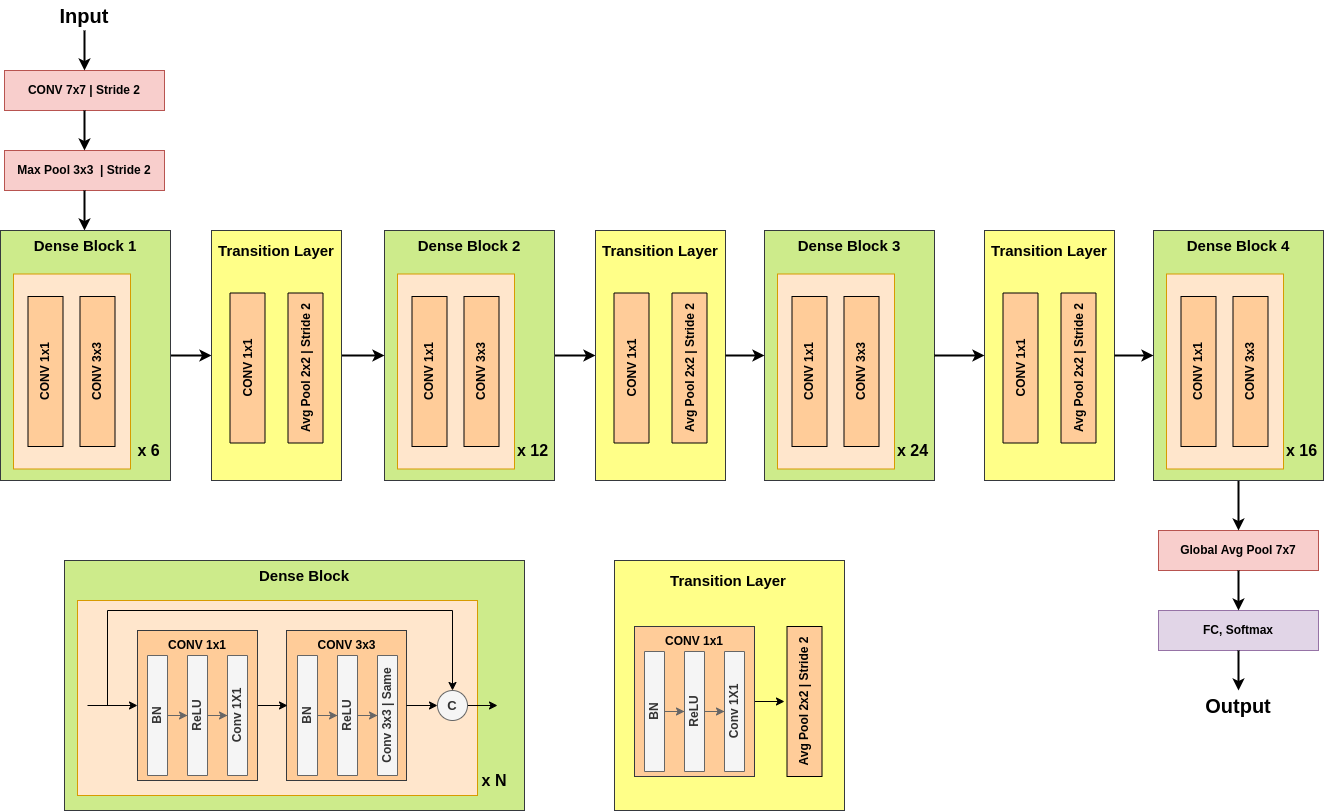 Input
CONV 7x7 | Stride 2
Max Pool 3x3 | Stride 2
Dense Block 1
CONV 1x1
CONV 3x3
x 6
Transition Layer
CONV 1x1
Avg Pool 2x2 | Stride 2
Dense Block 2
CONV 1x1
CONV 3x3
x 12
Transition Layer
CONV 1x1
Avg Pool 2x2 | Stride 2
Dense Block 3
CONV 1x1
CONV 3x3
x 24
Transition Layer
CONV 1x1
Avg Pool 2x2 | Stride 2
Dense Block 4
CONV 1x1
CONV 3x3
x 16
Global Avg Pool 7x7
FC, Softmax
Output
Dense Block
CONV 1x1
BN
ReLU
Conv 1X1
CONV 3x3
BN
ReLU
Conv 3x3 | Same
C
x N
Transition Layer
CONV 1x1
BN
ReLU
Conv 1X1
Avg Pool 2x2 | Stride 2